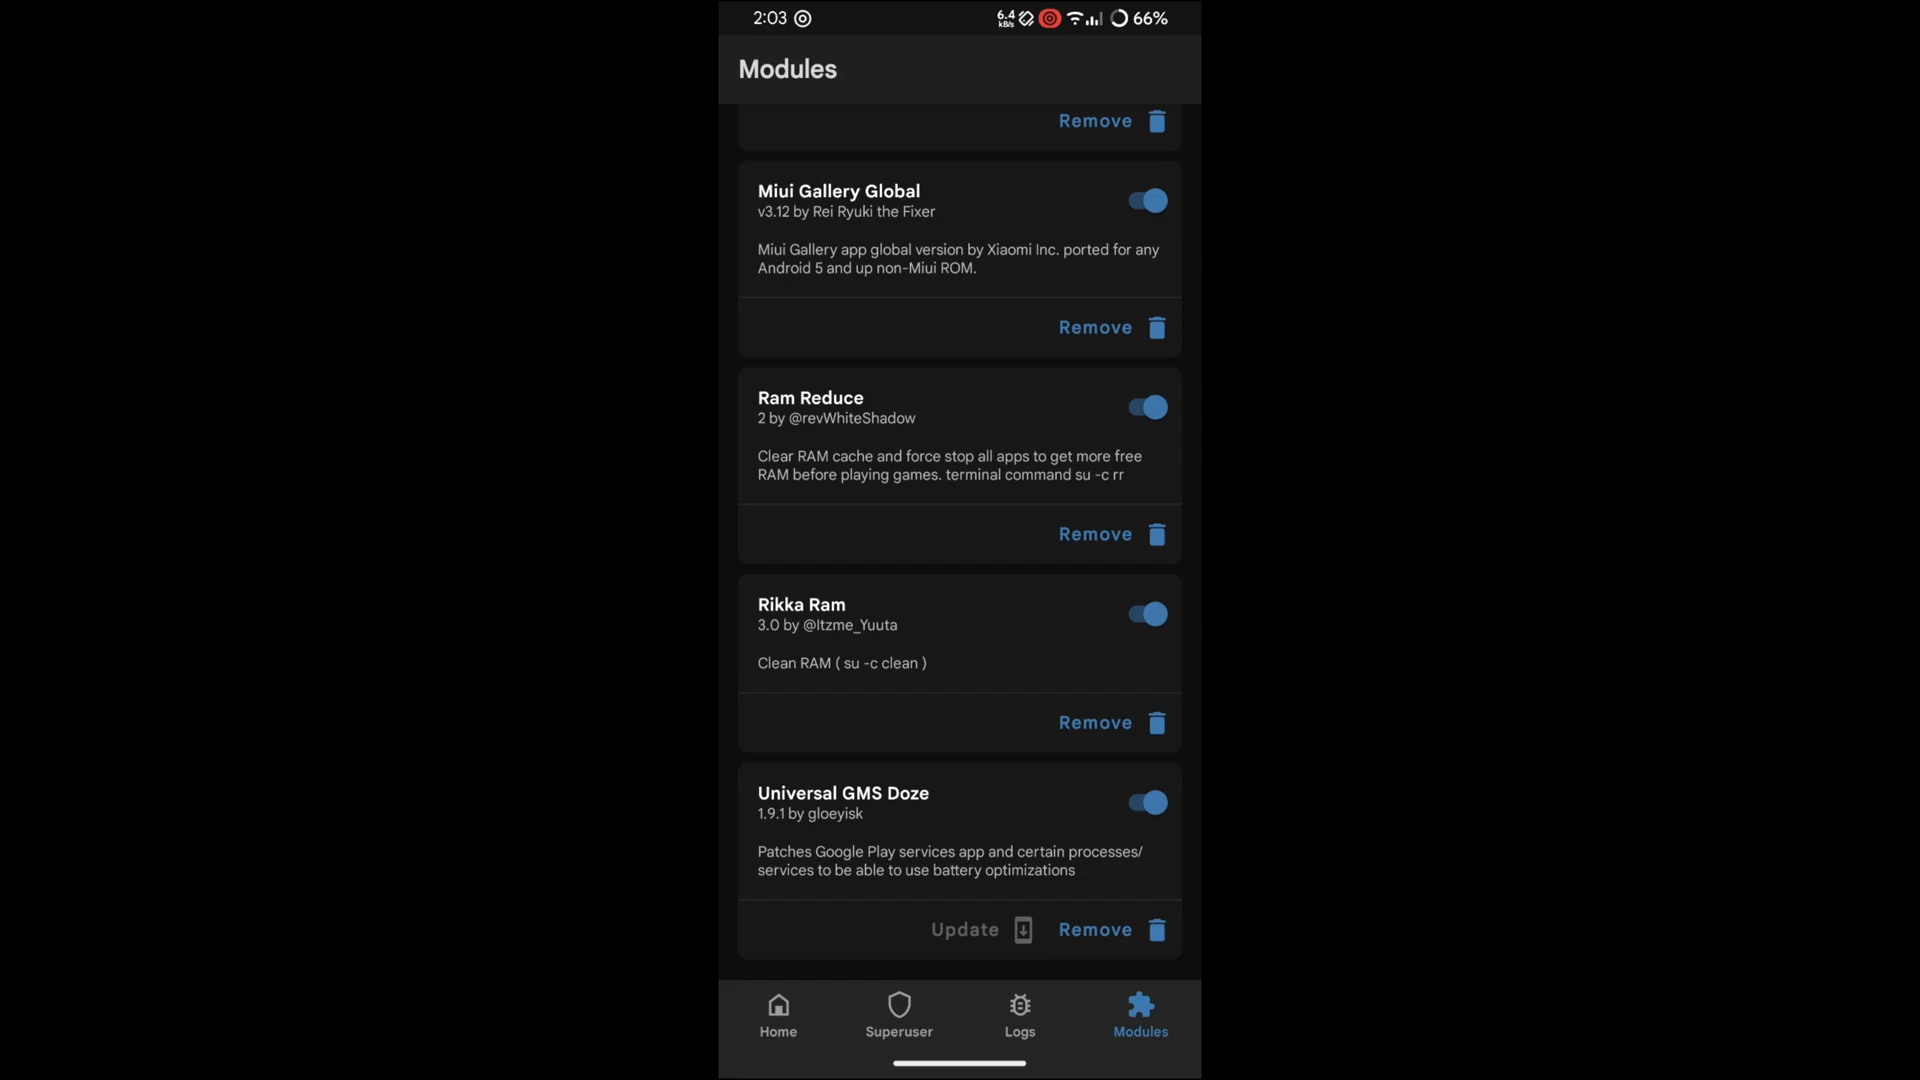 2:03
6.4
kB/s
66%
Modules
Remove
Miui Gallery Global
v3.12 by Rei Ryuki the Fixer
Miui Gallery app global version by Xiaomi Inc. ported for any
Android 5 and up non-Miui ROM.
Remove
Ram Reduce
2 by @revWhiteShadow
Clear RAM cache and force stop all apps to get more free
RAM before playing games. terminal command su -c rr
Remove
Rikka Ram
3.0 by @Itzme_Yuuta
Clean RAM ( su -c clean )
Remove
Universal GMS Doze
1.9.1 by gloeyisk
Patches Google Play services app and certain processes/
services to be able to use battery optimizations
Update Remove
Home Superuser Logs Modules